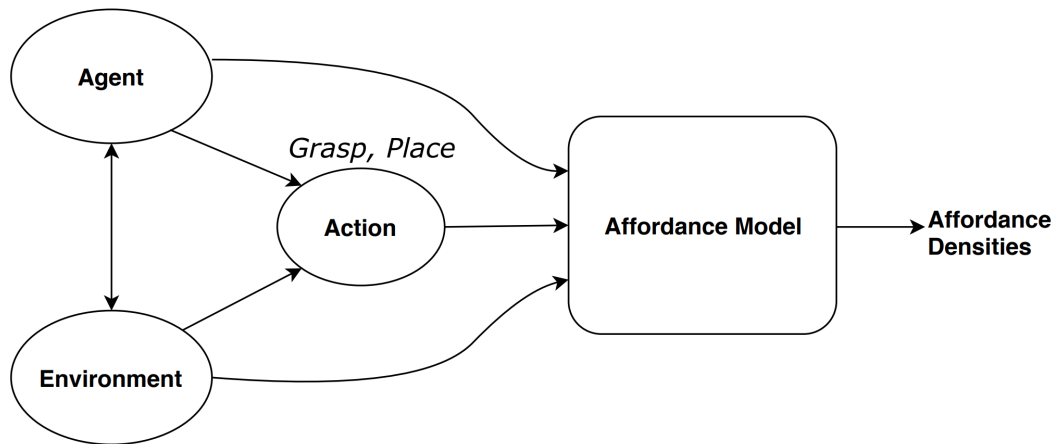 Agent
Grasp, Place
Action
Affordance Model
Affordance
Densities
Environment